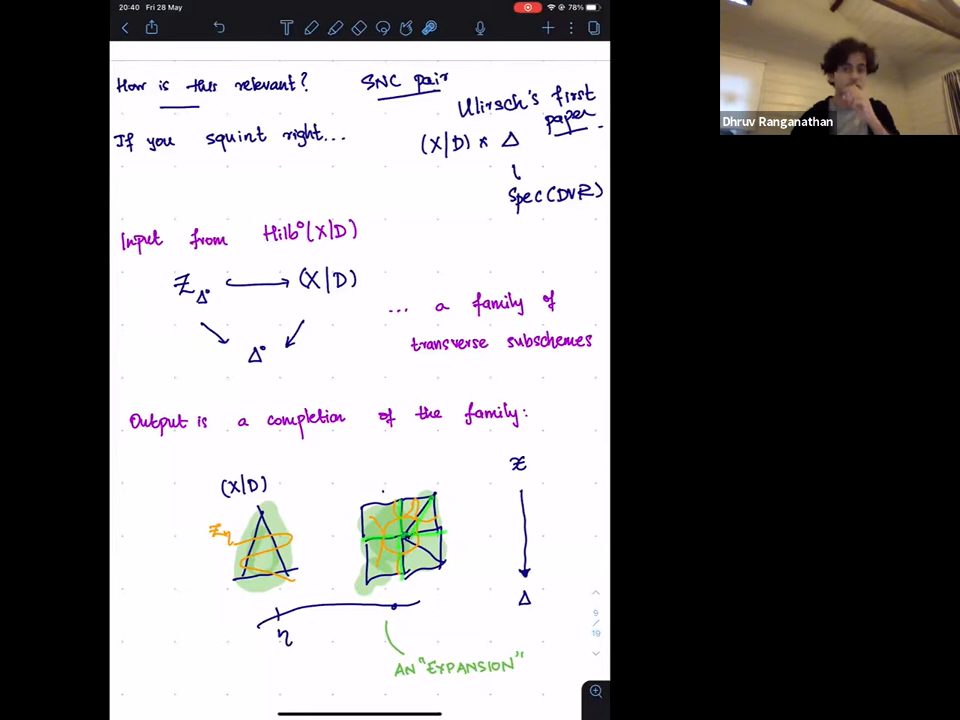 20:40 Fri 28 May
78%
How is this relevant?
SNC pair
Ulirsch's first paper
If you squint right...
(X|D) × Δ
Spec(DVR)
Input from Hilb°(X|D)
Z_Δ° (X|D)
Δ°
... a family of
transverse subschemes
Output is a completion of the family:
(X|D)
Z_η
𝒳
Δ
η
AN "EXPANSION"
9
/
19
Dhruv Ranganathan